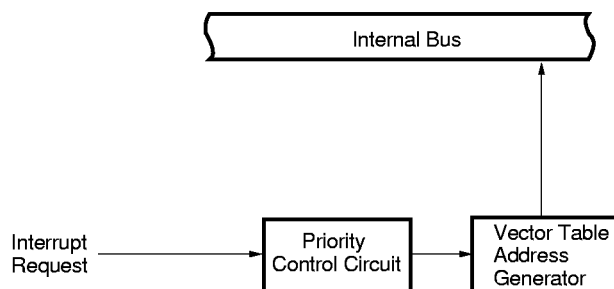 Internal Bus
Interrupt
Request
Priority
Control Circuit
Vector Table
Address
Generator